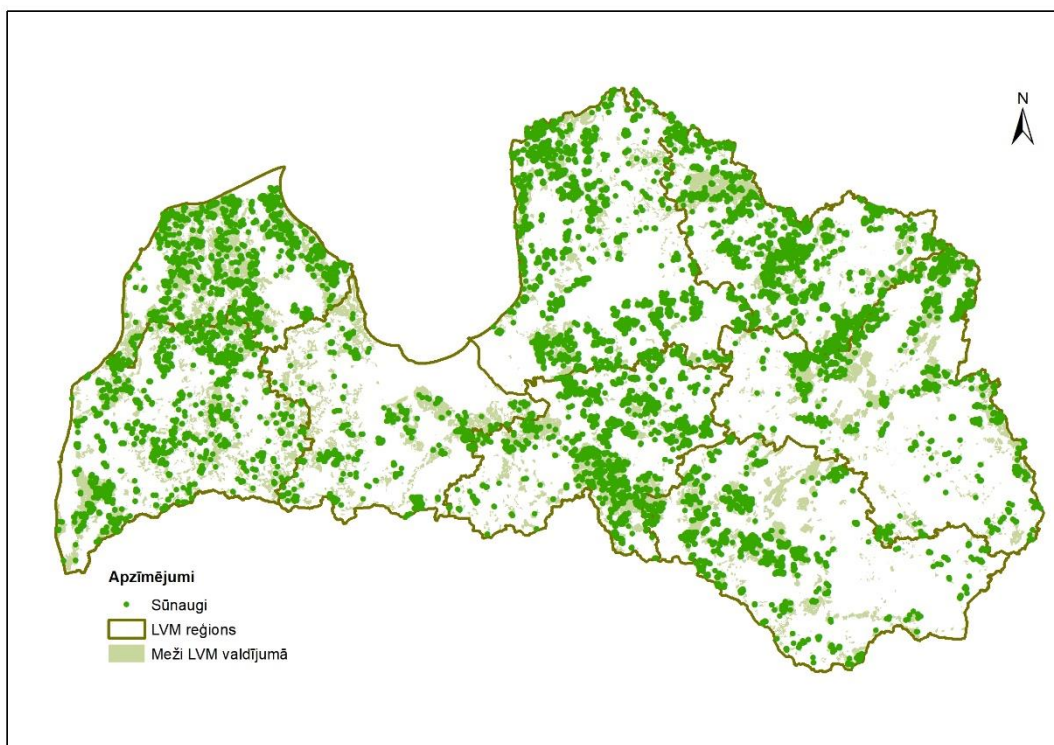 N
Apzīmējumi
Sūnaugi
LVM reģions
Meži LVM valdījumā